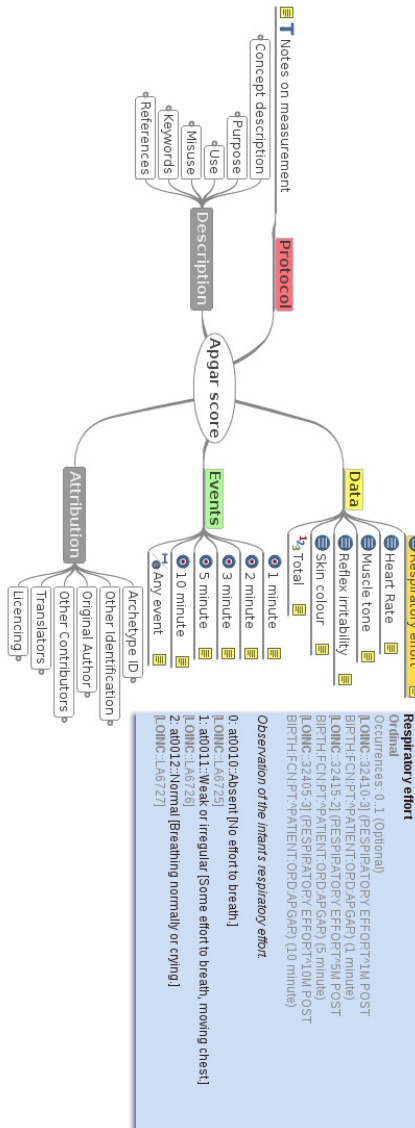 Notes on measurement
Protocol
Concept description
Purpose
Use
Misuse
Keywords
References
Description
Apgar score
Data
Respiratory effort
Heart Rate
Muscle tone
Reflex irritability
Skin colour
Total
Events
1 minute
2 minute
3 minute
5 minute
10 minute
Any event
Attribution
Archetype ID
Other Identification
Original Author
Other Contributors
Translators
Licencing
Respiratory effort
Ordinal
Occurrences: 0..1 (Optional)
[LOINC::32410-3] (RESPIRATORY EFFORT^1M POST
BIRTH:FCN:PT:^PATIENT:ORD:APGAR) (1 minute)
[LOINC::32415-2] (RESPIRATORY EFFORT^5M POST
BIRTH:FCN:PT:^PATIENT:ORD:APGAR) (5 minute)
[LOINC::32405-3] (RESPIRATORY EFFORT^10M POST
BIRTH:FCN:PT:^PATIENT:ORD:APGAR) (10 minute)
Observation of the infant's respiratory effort.
0: at0010::Absent [No effort to breath.]
[LOINC::LA6725]
1: at0011::Weak or irregular [Some effort to breath, moving chest.]
[LOINC::LA6726]
2: at0012::Normal [Breathing normally or crying.]
[LOINC::LA6727]